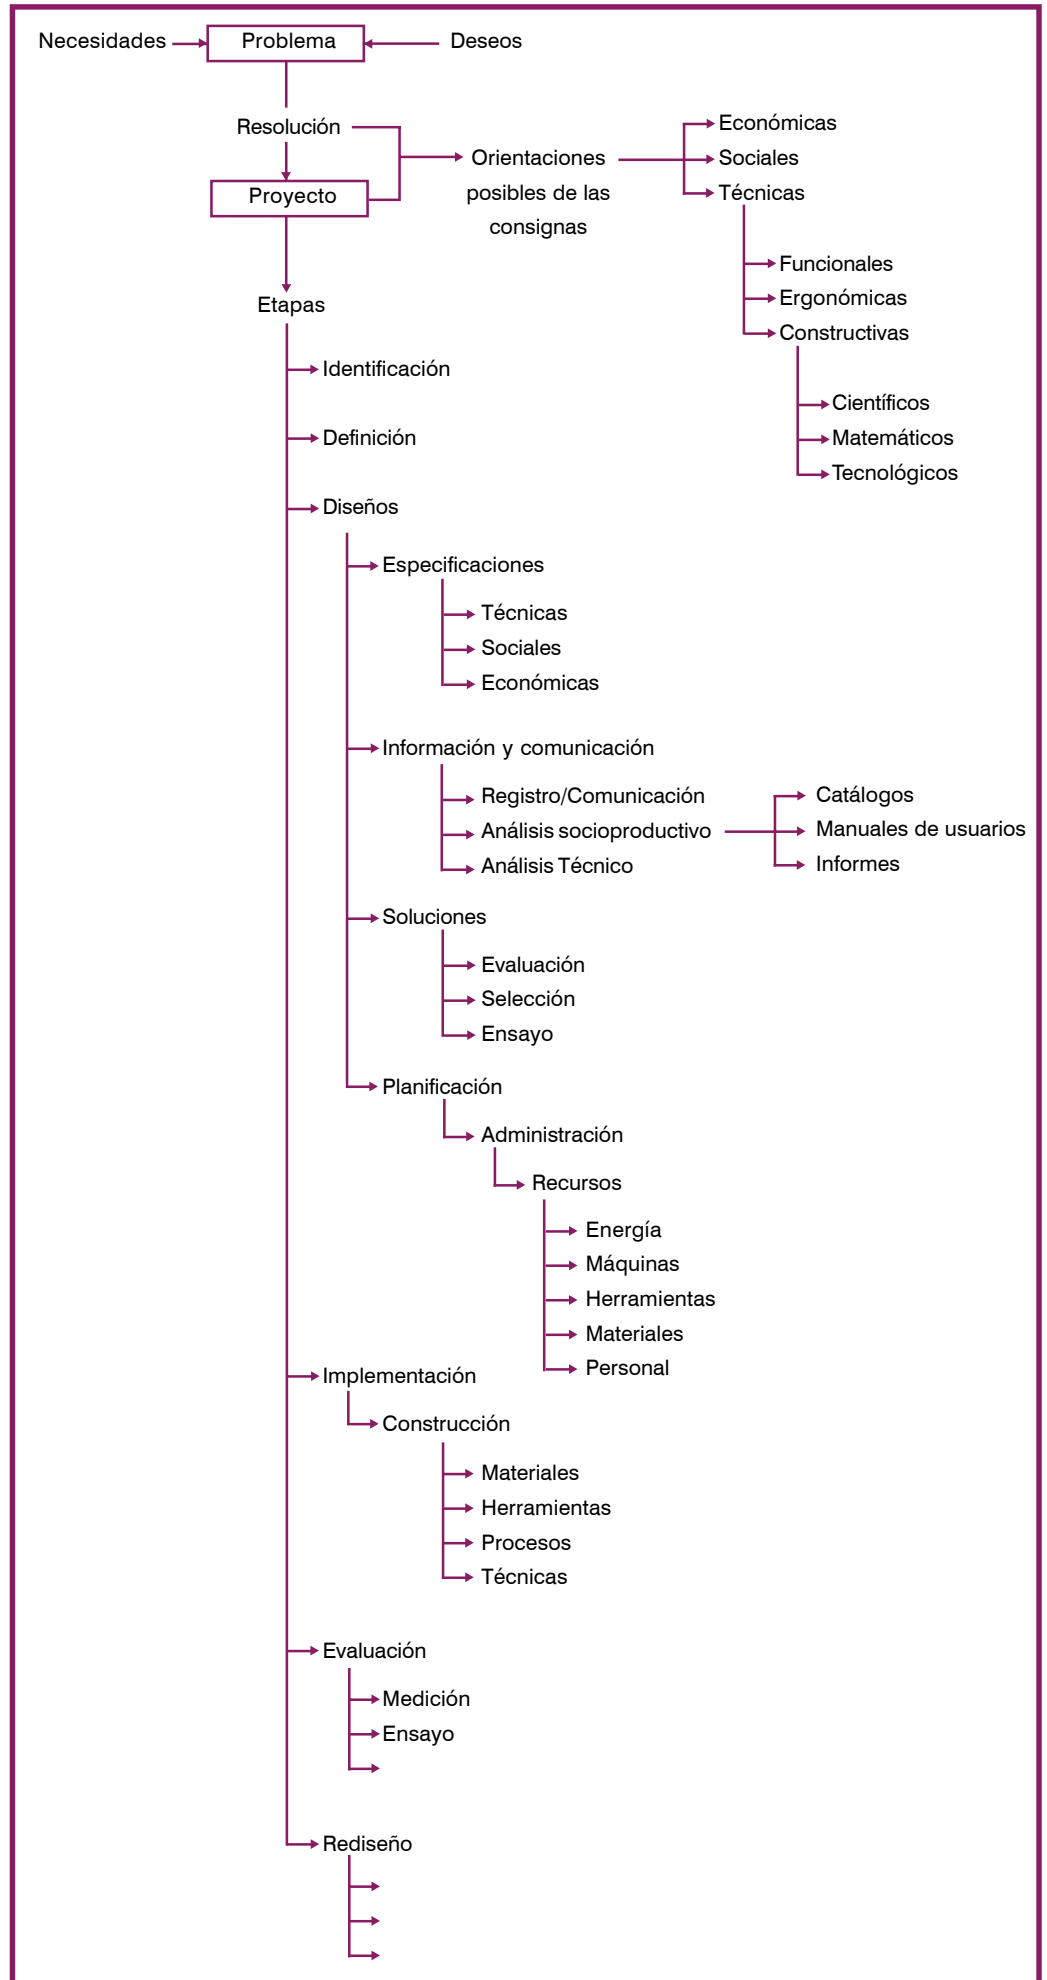 Necesidades
Problema
Deseos
Resolución
Proyecto
Orientaciones
posibles de las
consignas
Económicas
Sociales
Técnicas
Funcionales
Ergonómicas
Constructivas
Científicos
Matemáticos
Tecnológicos
Etapas
Identificación
Definición
Diseños
Especificaciones
Técnicas
Sociales
Económicas
Información y comunicación
Registro/Comunicación
Análisis socioproductivo
Análisis Técnico
Catálogos
Manuales de usuarios
Informes
Soluciones
Evaluación
Selección
Ensayo
Planificación
Administración
Recursos
Energía
Máquinas
Herramientas
Materiales
Personal
Implementación
Construcción
Materiales
Herramientas
Procesos
Técnicas
Evaluación
Medición
Ensayo
Rediseño